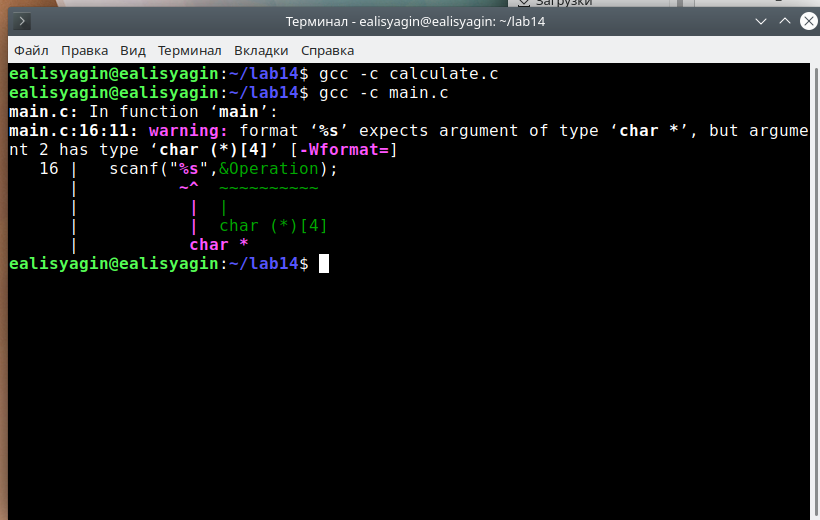 Загрузки
Терминал - ealisyagin@ealisyagin: ~/lab14
Файл Правка Вид Терминал Вкладки Справка
ealisyagin@ealisyagin:~/lab14$ gcc -c calculate.c
ealisyagin@ealisyagin:~/lab14$ gcc -c main.c
main.c: In function ‘main’:
main.c:16:11: warning: format ‘%s’ expects argument of type ‘char *’, but argume
nt 2 has type ‘char (*)[4]’ [-Wformat=]
   16 |   scanf("%s",&Operation);
      |          ~^  ~~~~~~~~~~
      |           |  |
      |           |  char (*)[4]
      |           char *
ealisyagin@ealisyagin:~/lab14$